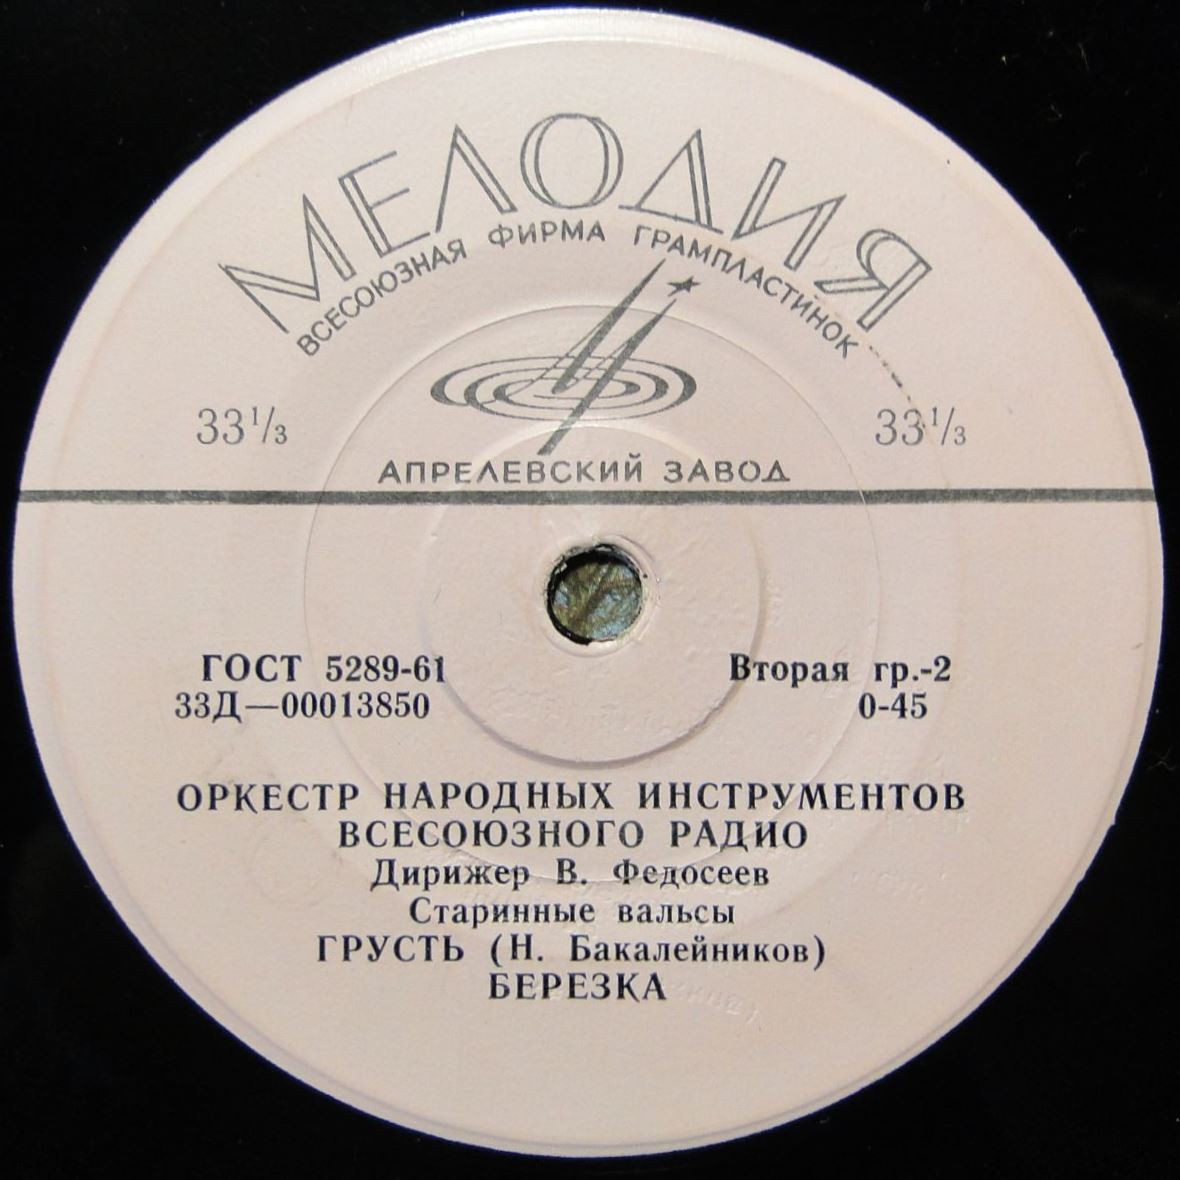 МЕЛОДИЯ
ВСЕСОЮЗНАЯ ФИРМА ГРАМПЛАСТИНОК
33⅓ 33⅓
АПРЕЛЕВСКИЙ ЗАВОД
ГОСТ 5289-61 Вторая гр.-2
33Д—00013850 0-45
ОРКЕСТР НАРОДНЫХ ИНСТРУМЕНТОВ
ВСЕСОЮЗНОГО РАДИО
Дирижер В. Федосеев
Старинные вальсы
ГРУСТЬ (Н. Бакалейников)
БЕРЕЗКА